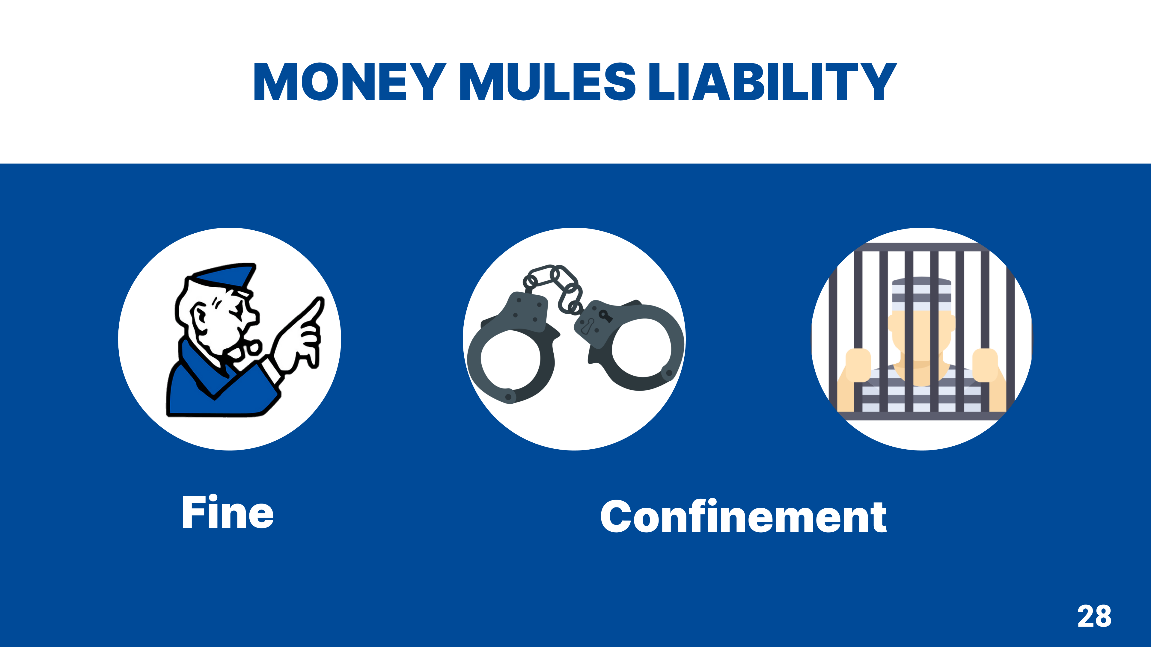 MONEY MULES LIABILITY
Fine
Confinement
28